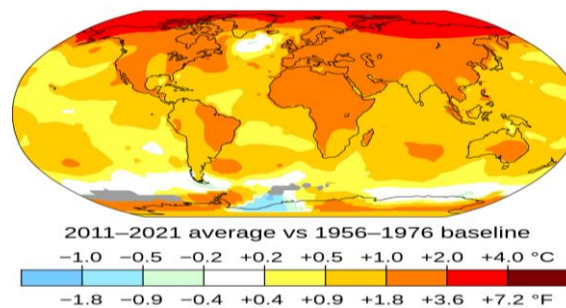 2011–2021 average vs 1956–1976 baseline
−1.0 −0.5 −0.2 +0.2 +0.5 +1.0 +2.0 +4.0 °C
−1.8 −0.9 −0.4 +0.4 +0.9 +1.8 +3.6 +7.2 °F